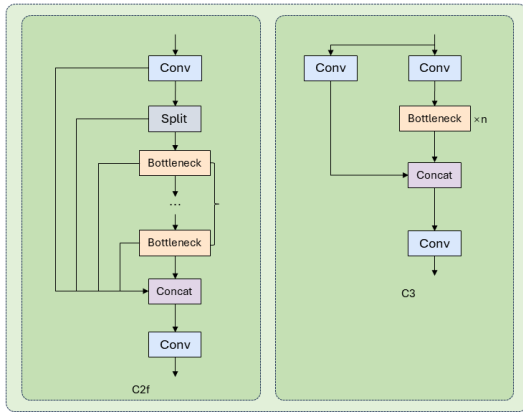 Conv
Split
Bottleneck
...
Bottleneck
Concat
Conv
C2f
Conv
Conv
Bottleneck ×n
Concat
Conv
C3